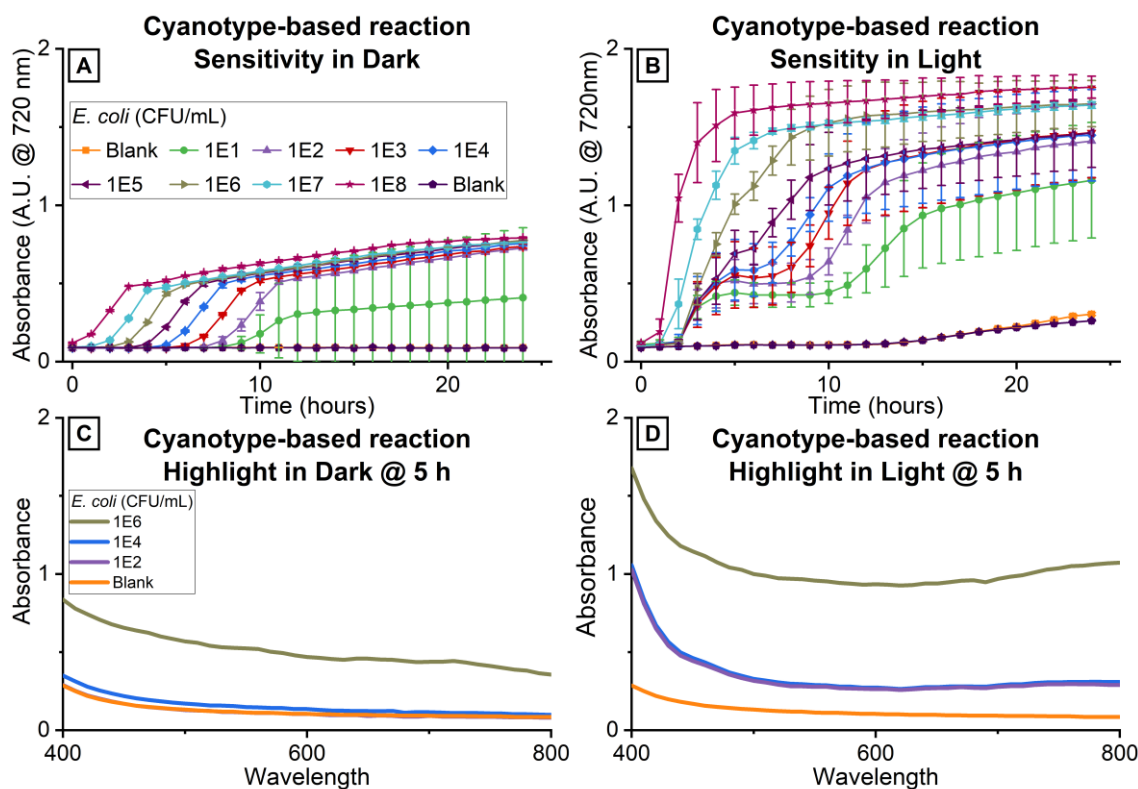 Cyanotype-based reaction
Sensitivity in Dark
A
2
1
0
Absorbance (A.U. @ 720 nm)
E. coli (CFU/mL)
Blank 1E1 1E2 1E3 1E4
1E5 1E6 1E7 1E8 Blank
0 10 20
Time (hours)
Cyanotype-based reaction
Sensitity in Light
B
2
1
0
Absorbance (A.U. @ 720nm)
0 10 20
Time (hours)
Cyanotype-based reaction
Highlight in Dark @ 5 h
C
2
1
0
Absorbance
E. coli (CFU/mL)
1E6
1E4
1E2
Blank
400 600 800
Wavelength
Cyanotype-based reaction
Highlight in Light @ 5 h
D
2
1
0
Absorbance
400 600 800
Wavelength